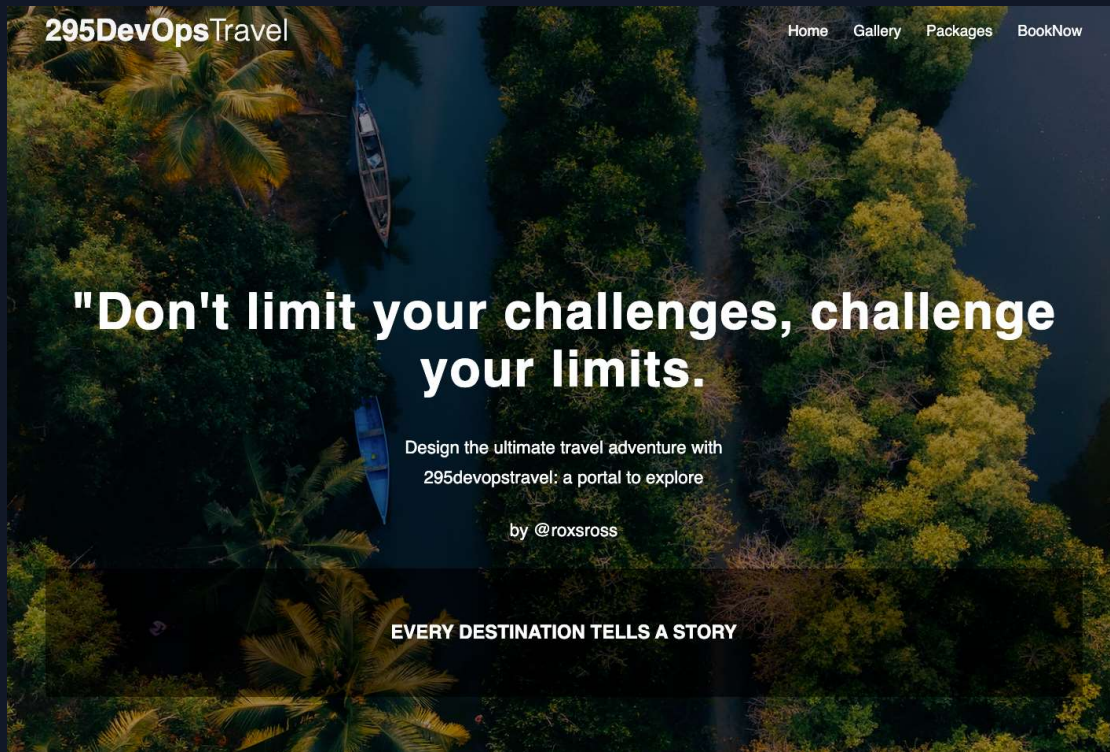 295DevOpsTravel
Home Gallery Packages BookNow
"Don't limit your challenges, challenge
your limits.
Design the ultimate travel adventure with
295devopstravel: a portal to explore
by @roxsross
EVERY DESTINATION TELLS A STORY